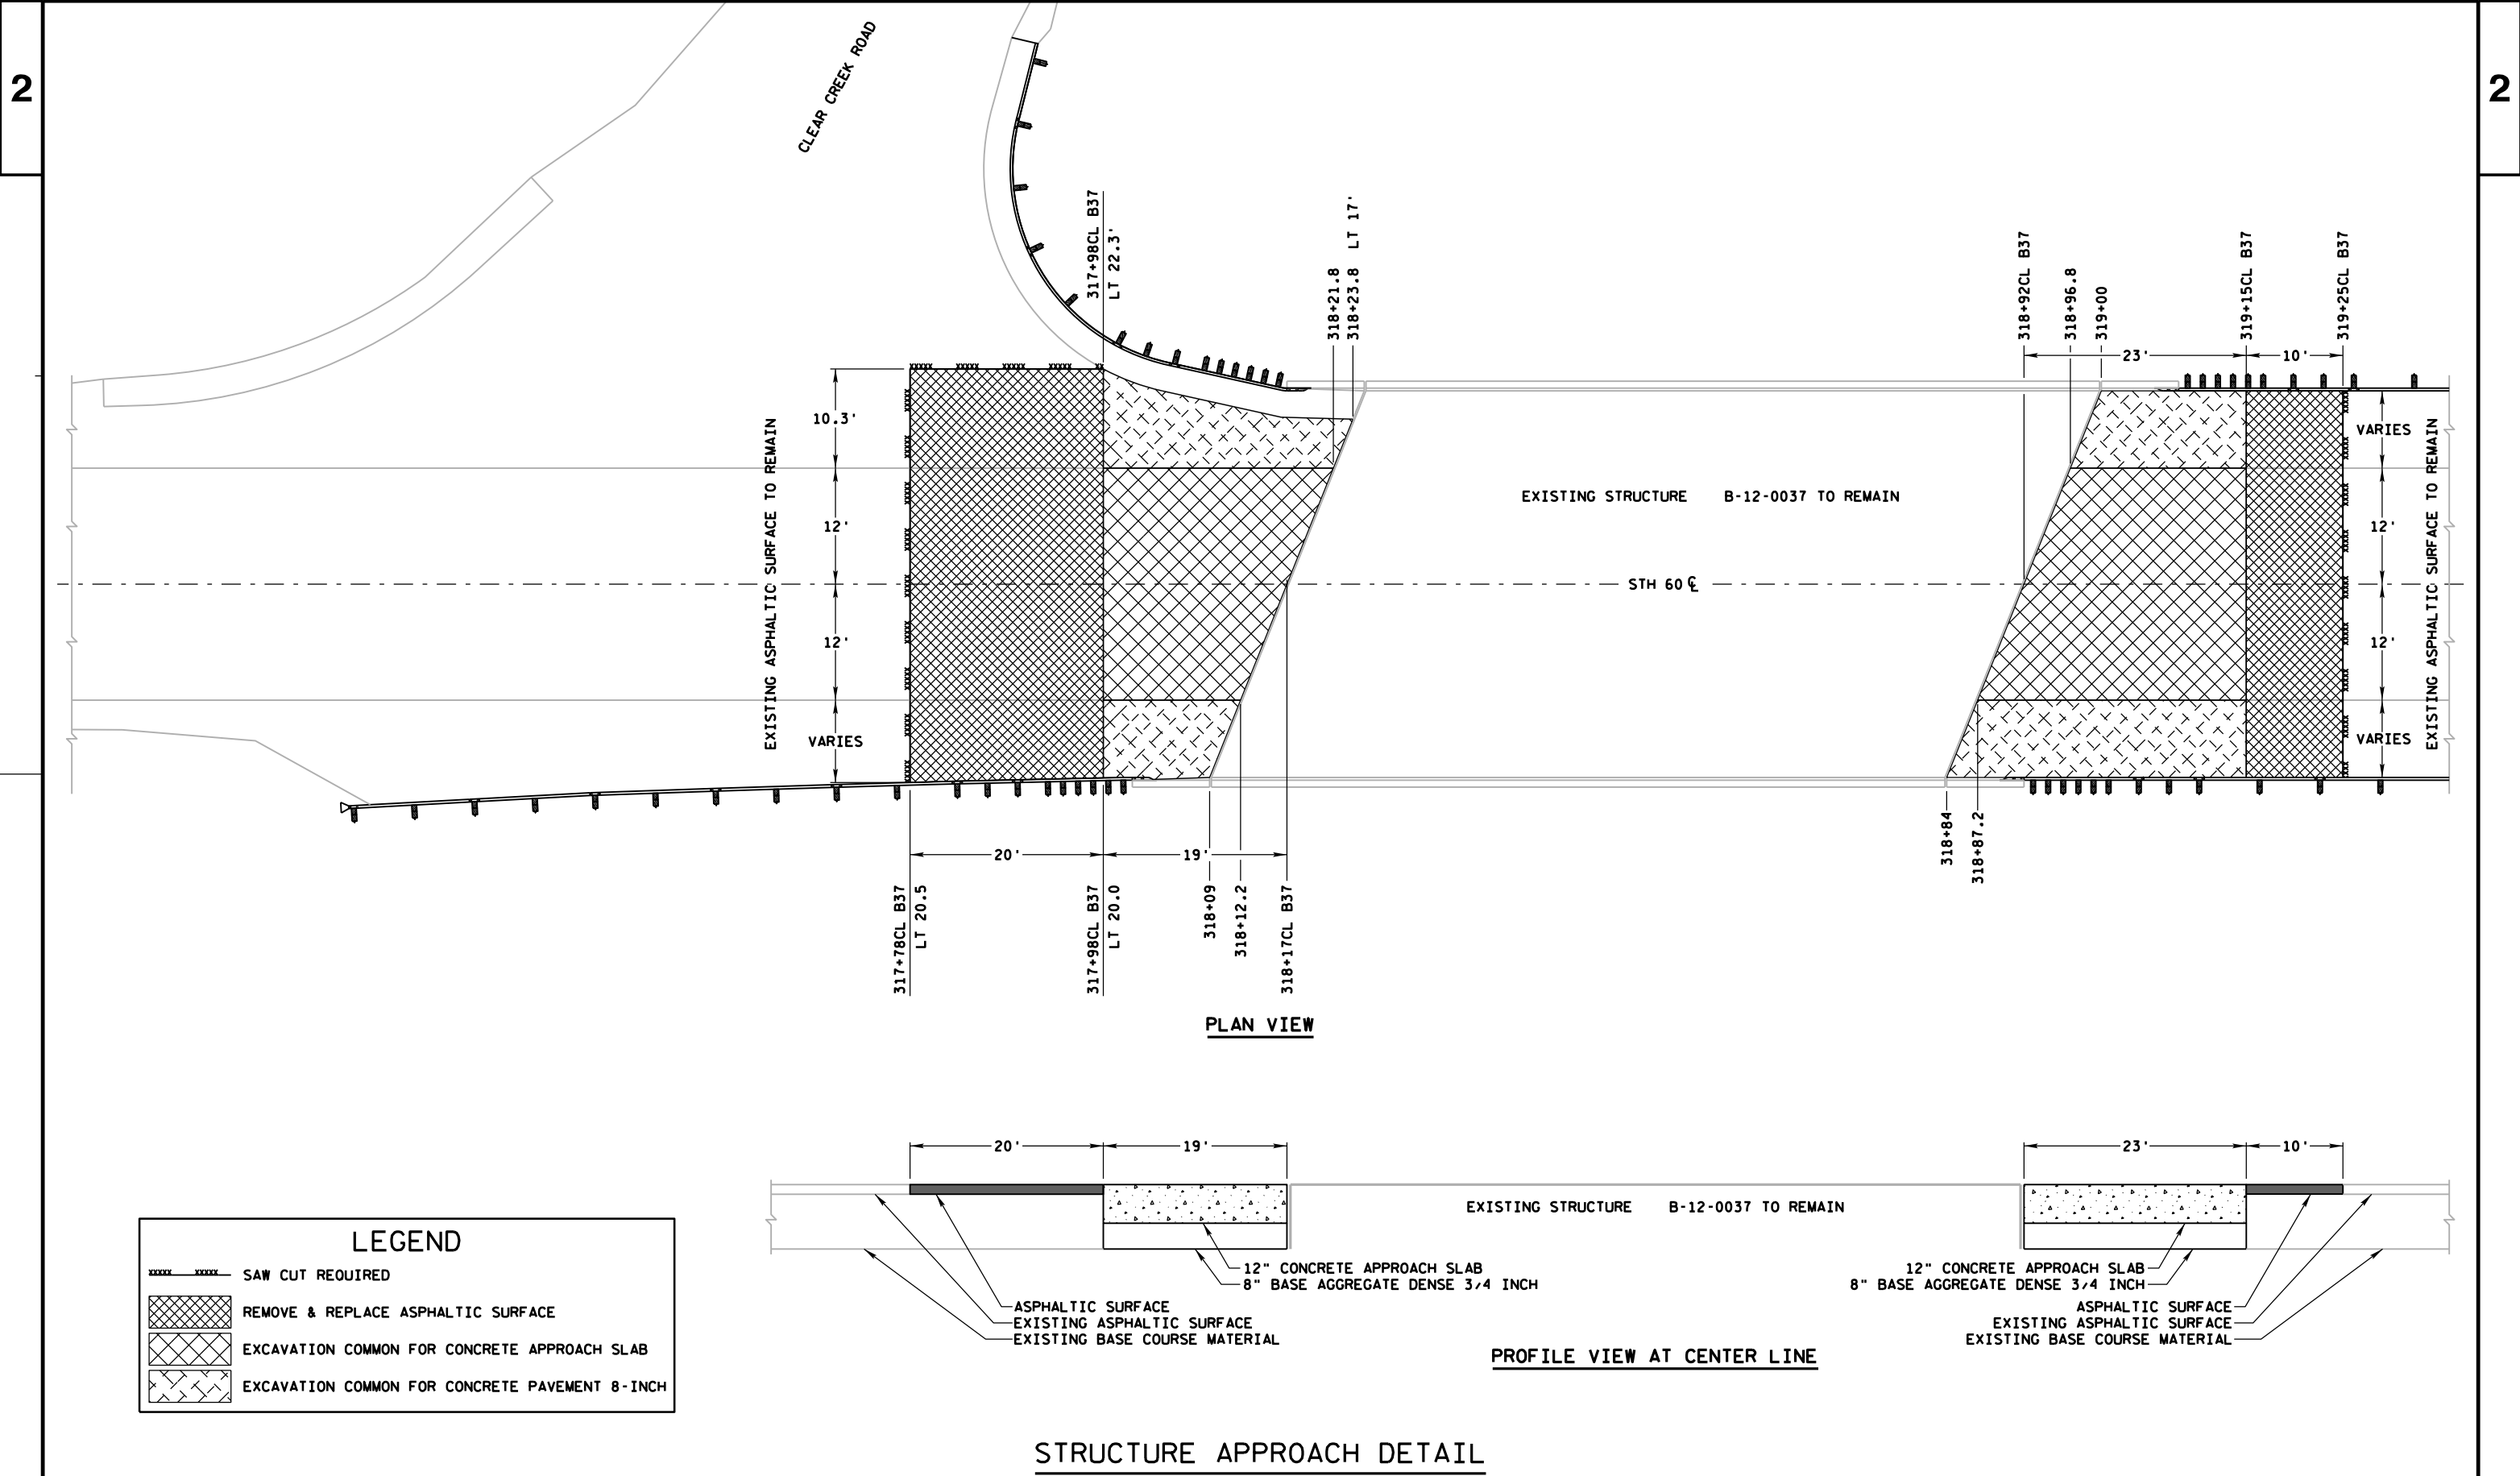 2
2
CLEAR CREEK ROAD
317+98CL B37
LT 22.3'
318+21.8
318+23.8 LT 17'
318+92CL B37
318+96.8
319+00
319+15CL B37
319+25CL B37
23'
10'
10.3'
12'
12'
VARIES
EXISTING ASPHALTIC SURFACE TO REMAIN
EXISTING STRUCTURE B-12-0037 TO REMAIN
STH 60 ℄
VARIES
12'
12'
VARIES
EXISTING ASPHALTIC SURFACE TO REMAIN
20'
19'
317+78CL B37
LT 20.5
317+98CL B37
LT 20.0
318+09
318+12.2
318+17CL B37
318+84
318+87.2
PLAN VIEW
20'
19'
23'
10'
EXISTING STRUCTURE B-12-0037 TO REMAIN
12" CONCRETE APPROACH SLAB
8" BASE AGGREGATE DENSE 3/4 INCH
ASPHALTIC SURFACE
EXISTING ASPHALTIC SURFACE
EXISTING BASE COURSE MATERIAL
12" CONCRETE APPROACH SLAB
8" BASE AGGREGATE DENSE 3/4 INCH
ASPHALTIC SURFACE
EXISTING ASPHALTIC SURFACE
EXISTING BASE COURSE MATERIAL
PROFILE VIEW AT CENTER LINE
LEGEND
SAW CUT REQUIRED
REMOVE & REPLACE ASPHALTIC SURFACE
EXCAVATION COMMON FOR CONCRETE APPROACH SLAB
EXCAVATION COMMON FOR CONCRETE PAVEMENT 8-INCH
STRUCTURE APPROACH DETAIL